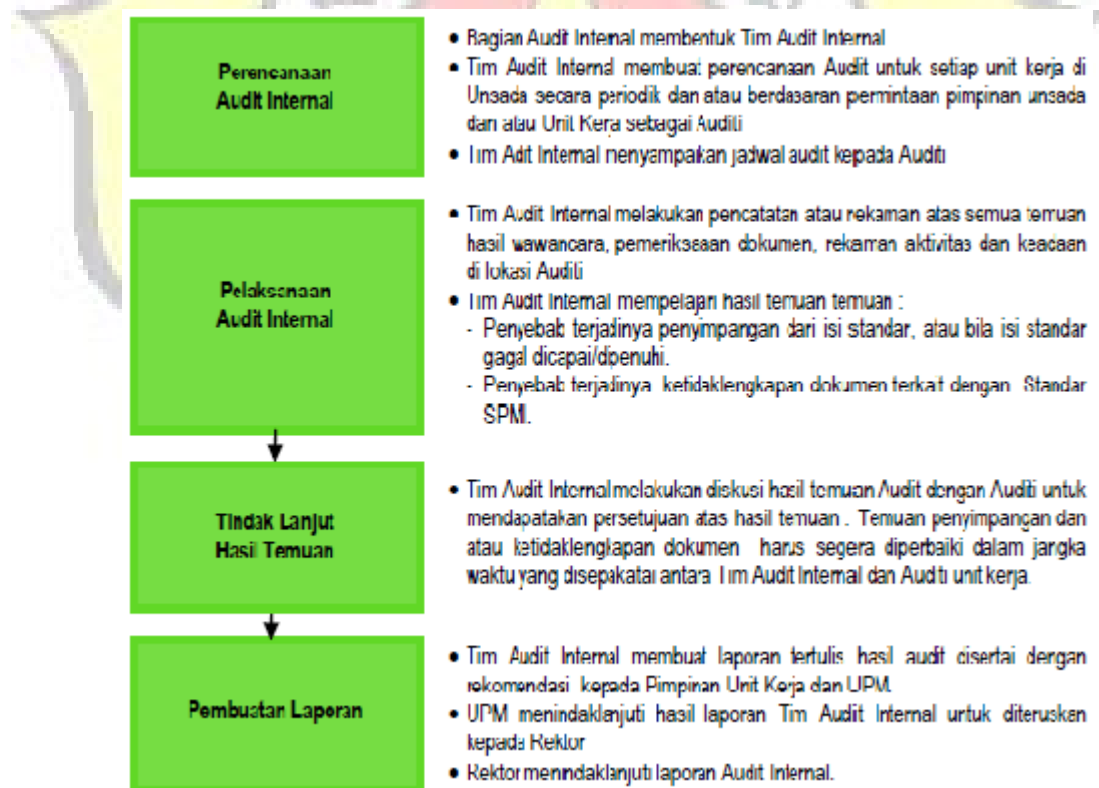 Perencanaan
Audit Internal
• Bagian Audit Internal membentuk Tim Audit Internal
• Tim Audit Internal membuat perencanaan Audit untuk setiap unit kerja di
Unsada secara periodik dan atau berdasaran permintaan pimpinan unsada
dan atau Unit Kerja sebagai Auditi
• Tim Adit Internal menyampaikan jadwal audit kepada Auditi
Pelaksanaan
Audit Internal
• Tim Audit Internal melakukan pencatatan atau rekaman atas semua temuan
hasil wawancara, pemeriksaaan dokumen, rekaman aktivitas dan keadaan
di lokasi Auditi
• Tim Audit Internal mempelajari hasil temuan temuan :
- Penyebab terjadinya penyimpangan dari isi standar, atau bila isi standar
gagal dicapai/dipenuhi.
- Penyebab terjadinya ketidaklengkapan dokumen terkait dengan Standar
SPMI.
Tindak Lanjut
Hasil Temuan
• Tim Audit Internal melakukan diskusi hasil temuan Audit dengan Auditi untuk
mendapatakan persetujuan atas hasil temuan . Temuan penyimpangan dan
atau ketidaklengkapan dokumen harus segera diperbaiki dalam jangka
waktu yang disepakatai antara Tim Audit Internal dan Auditi unit kerja.
Pembuatan Laporan
• Tim Audit Internal membuat laporan tertulis hasil audit disertai dengan
rekomendasi kepada Pimpinan Unit Kerja dan UPM.
• UPM menindaklanjuti hasil laporan Tim Audit Internal untuk diteruskan
kepada Rektor
• Rektor menindaklanjuti laporan Audit Internal.